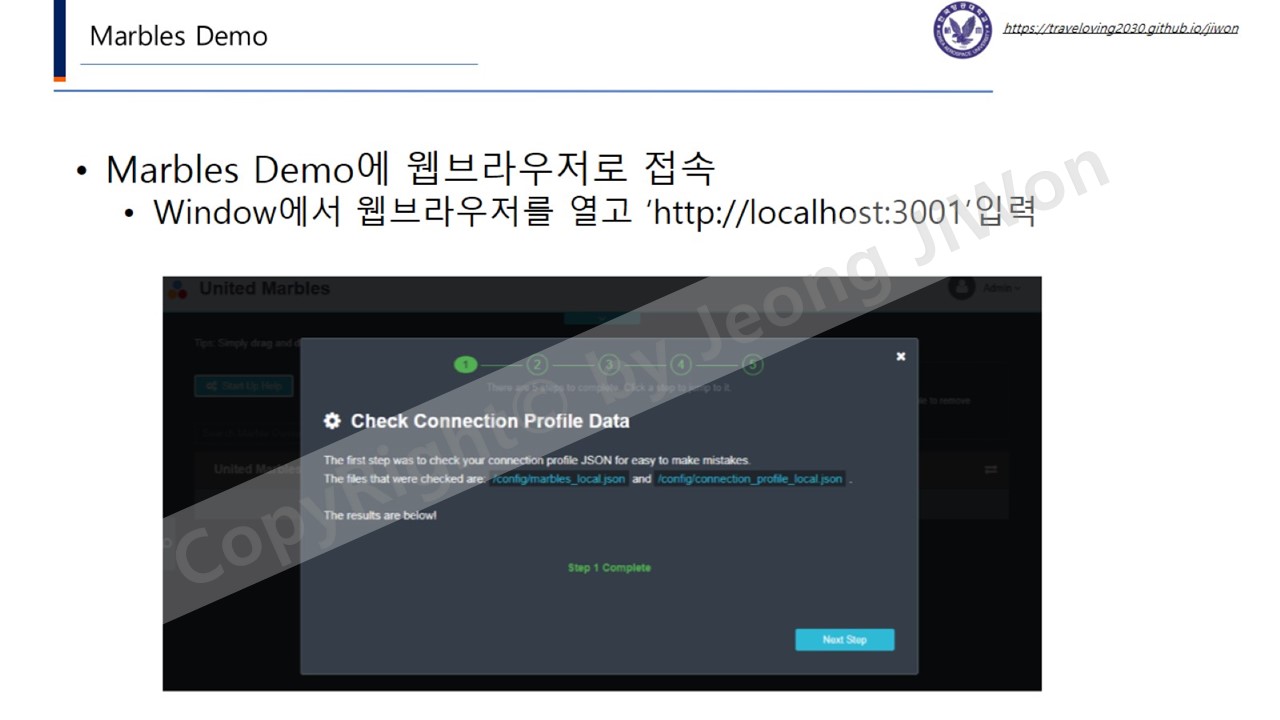 Marbles Demo
https://traveloving2030.github.io/jiwon
• Marbles Demo에 웹브라우저로 접속
• Window에서 웹브라우저를 열고 ‘http://localhost:3001’입력
CopyRight© by Jeong JiWon
United Marbles
Admin
Tips: Simply drag and d
1 2 3 4 5
There are 5 steps to complete. Click a step to jump to it.
Start Up Help
to remove
Check Connection Profile Data
The first step was to check your connection profile JSON for easy to make mistakes.
United Marbles
The files that were checked are: /config/marbles_local.json and /config/connection_profile_local.json .
The results are below!
Step 1 Complete
Next Step